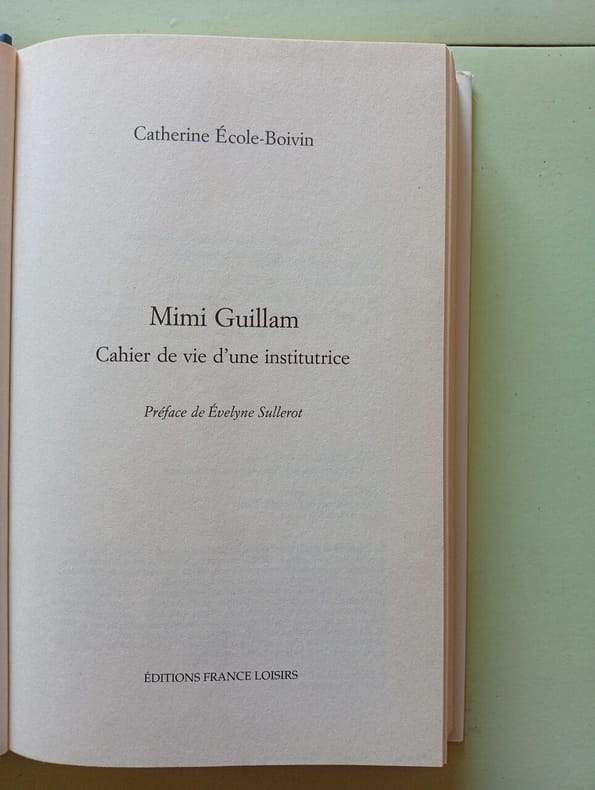 Catherine École-Boivin
Mimi Guillam
Cahier de vie d'une institutrice
Préface de Évelyne Sullerot
ÉDITIONS FRANCE LOISIRS